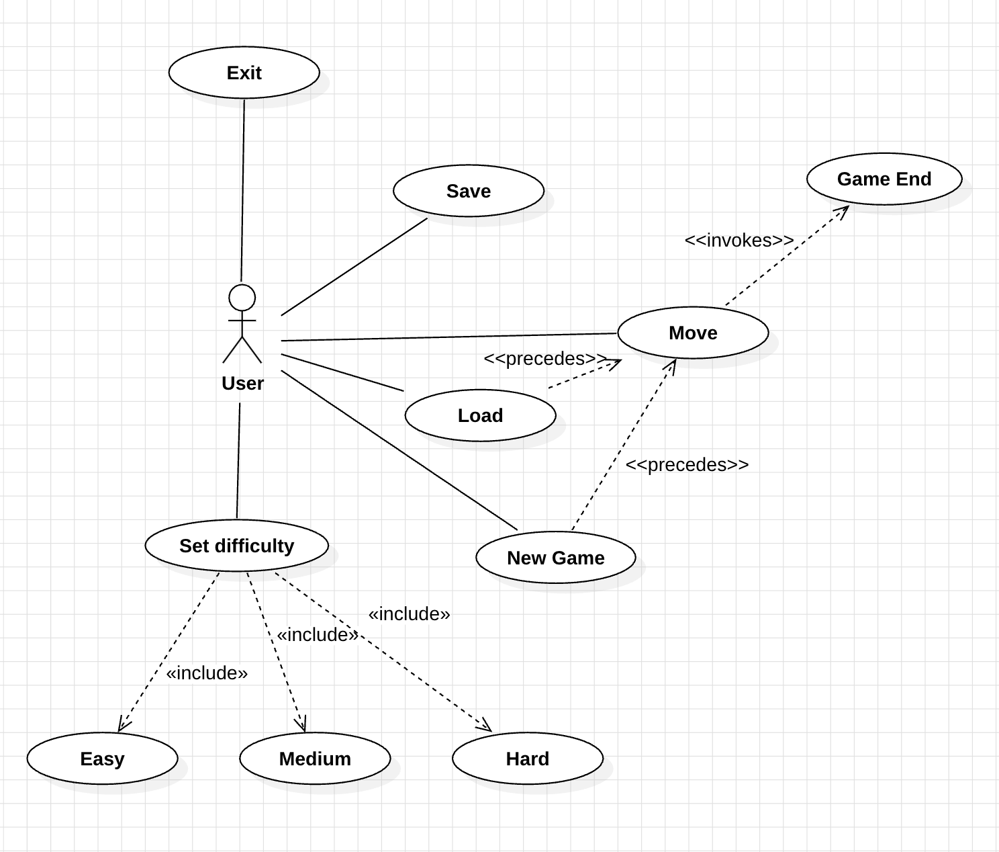 Exit
Save
Game End
<<invokes>>
Move
<<precedes>>
User
Load
<<precedes>>
Set difficulty
New Game
«include»
«include»
«include»
Easy
Medium
Hard